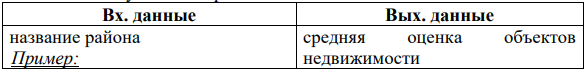 Вх. данные Вых. данные
название района средняя оценка объектов
Пример: недвижимости